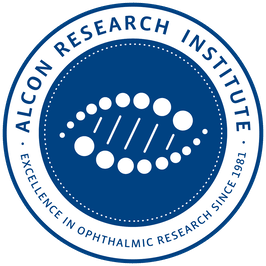 · ALCON RESEARCH INSTITUTE ·
EXCELLENCE IN OPHTHALMIC RESEARCH SINCE 1981